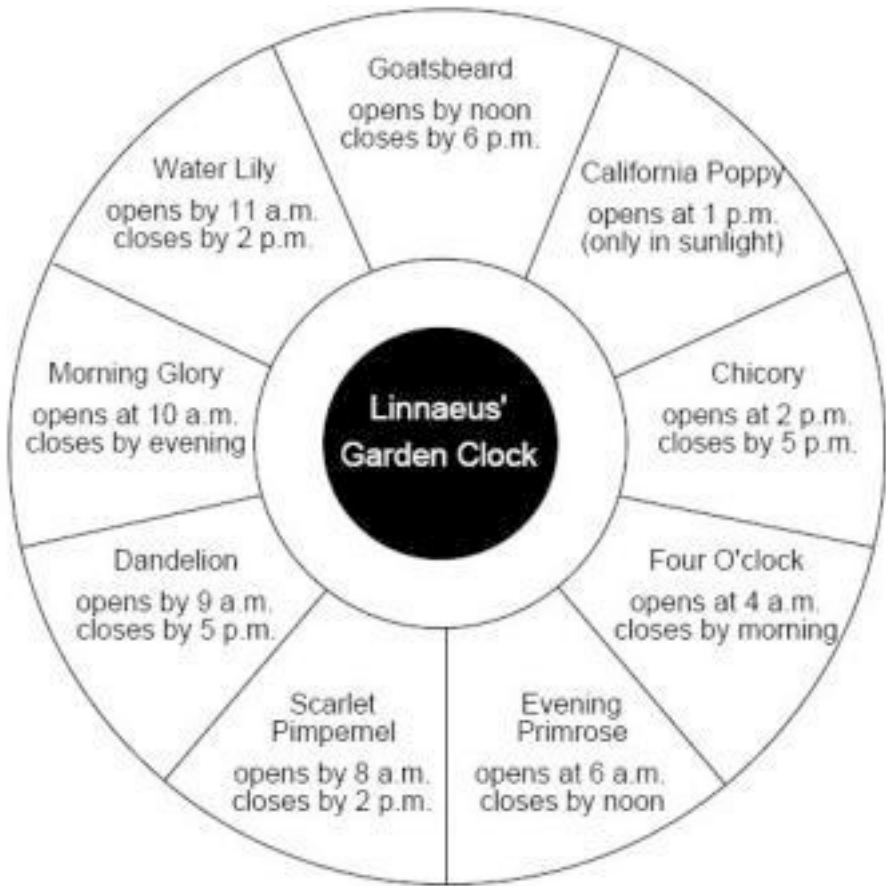 Goatsbeard
opens by noon
closes by 6 p.m.
California Poppy
opens at 1 p.m.
(only in sunlight)
Chicory
opens at 2 p.m.
closes by 5 p.m.
Four O'clock
opens at 4 a.m.
closes by morning
Evening
Primrose
opens at 6 a.m.
closes by noon
Scarlet
Pimpernel
opens by 8 a.m.
closes by 2 p.m.
Dandelion
opens by 9 a.m.
closes by 5 p.m.
Morning Glory
opens at 10 a.m.
closes by evening
Water Lily
opens by 11 a.m.
closes by 2 p.m.
Linnaeus'
Garden Clock